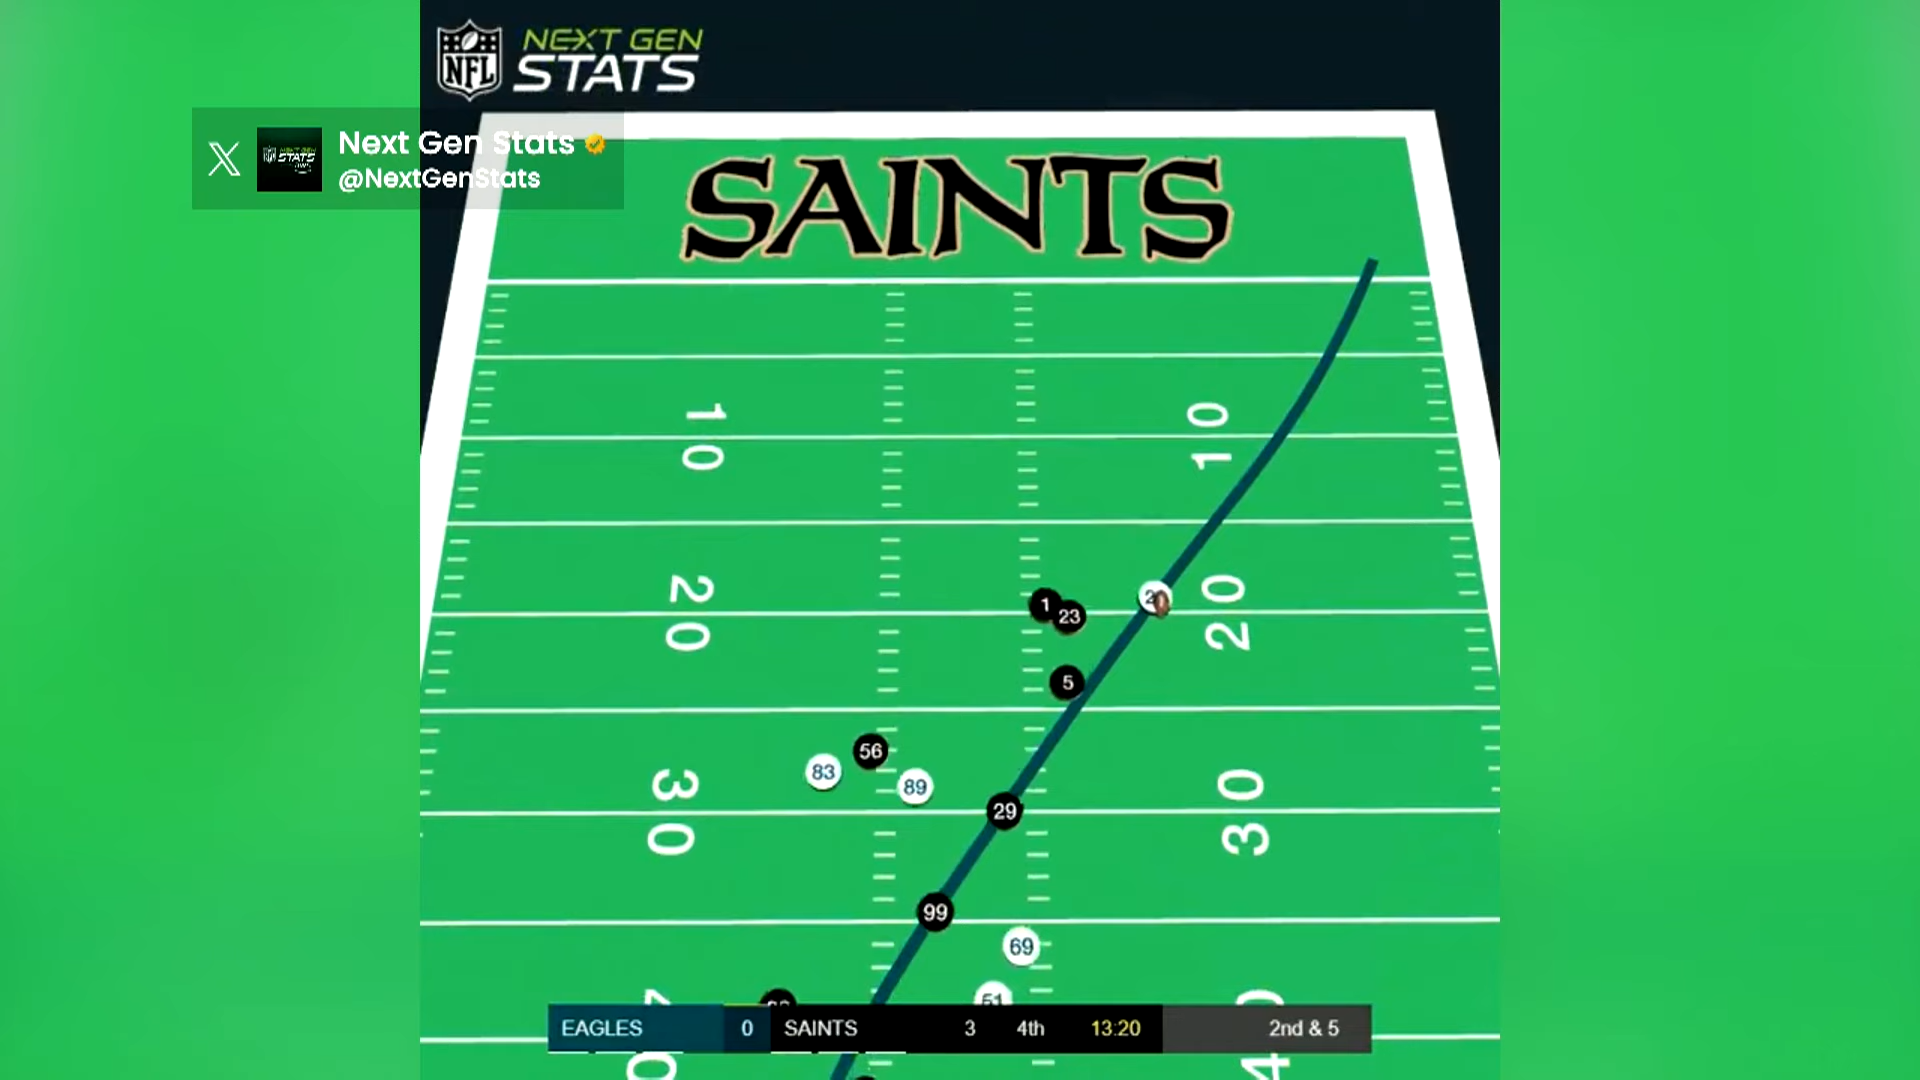 NFL
NEXT GEN
STATS
Next Gen Stats
@NextGenStats
SAINTS
10
10
20
20
1
23
5
56
83
89
30
30
29
99
69
51
EAGLES 0 SAINTS 3 4th 13:20 2nd & 5